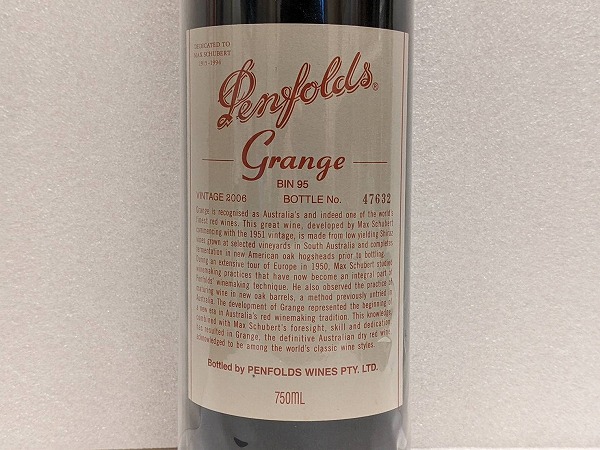 DEDICATED TO
MAX SCHUBERT
1915-1994
Penfolds®
Grange
BIN 95
VINTAGE 2006 BOTTLE No. 47632
Grange is recognised as Australia's and indeed one of the world's
finest red wines. This great wine, developed by Max Schubert
commencing with the 1951 vintage, is made from low yielding Shiraz
vines grown at selected vineyards in South Australia and completes
fermentation in new American oak hogsheads prior to bottling.
During an extensive tour of Europe in 1950, Max Schubert studied
winemaking practices that have now become an integral part of
Penfolds winemaking technique. He also observed the practice of
maturing wine in new oak barrels, a method previously untried in
Australia. The development of Grange represented the beginning of
a new era in Australia's red winemaking tradition. This knowledge,
combined with Max Schubert's foresight, skill and dedication
has resulted in Grange, the definitive Australian dry red wine
acknowledged to be among the world's classic wine styles.
Bottled by PENFOLDS WINES PTY. LTD.
750ML